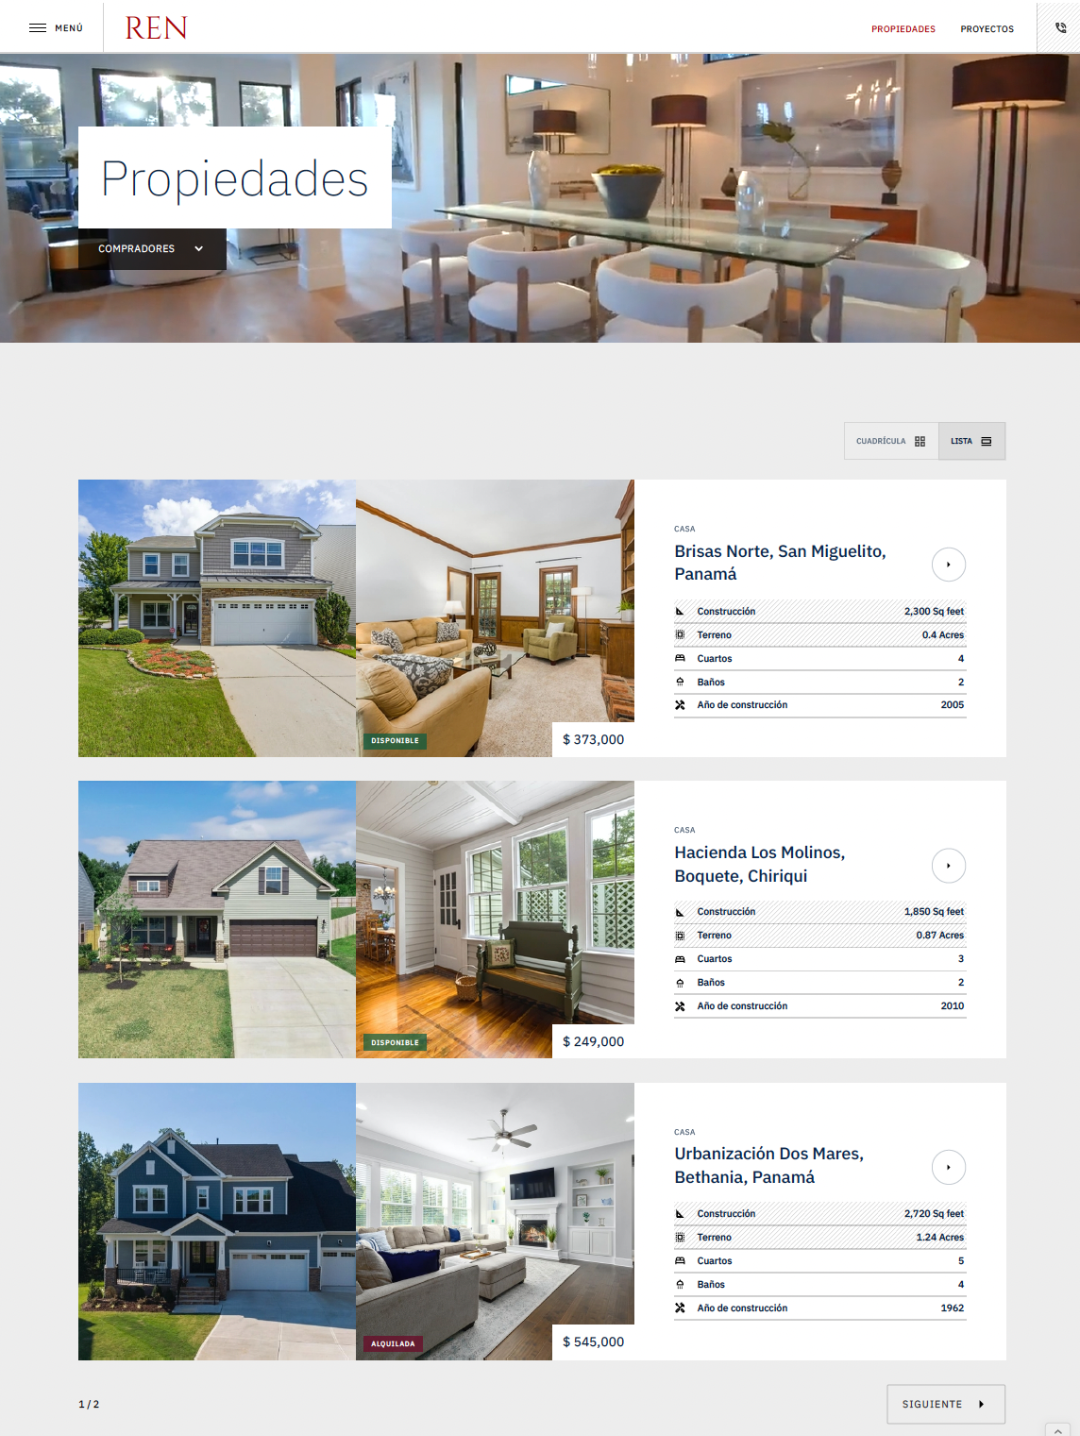 MENÚ
REN
PROPIEDADES
PROYECTOS
Propiedades
COMPRADORES
CUADRÍCULA
LISTA
CASA
Brisas Norte, San Miguelito,
Panamá
Construcción 2,300 Sq feet
Terreno 0.4 Acres
Cuartos 4
Baños 2
Año de construcción 2005
DISPONIBLE
$ 373,000
CASA
Hacienda Los Molinos,
Boquete, Chiriqui
Construcción 1,850 Sq feet
Terreno 0.87 Acres
Cuartos 3
Baños 2
Año de construcción 2010
DISPONIBLE
$ 249,000
CASA
Urbanización Dos Mares,
Bethania, Panamá
Construcción 2,720 Sq feet
Terreno 1.24 Acres
Cuartos 5
Baños 4
Año de construcción 1962
ALQUILADA
$ 545,000
1 / 2
SIGUIENTE